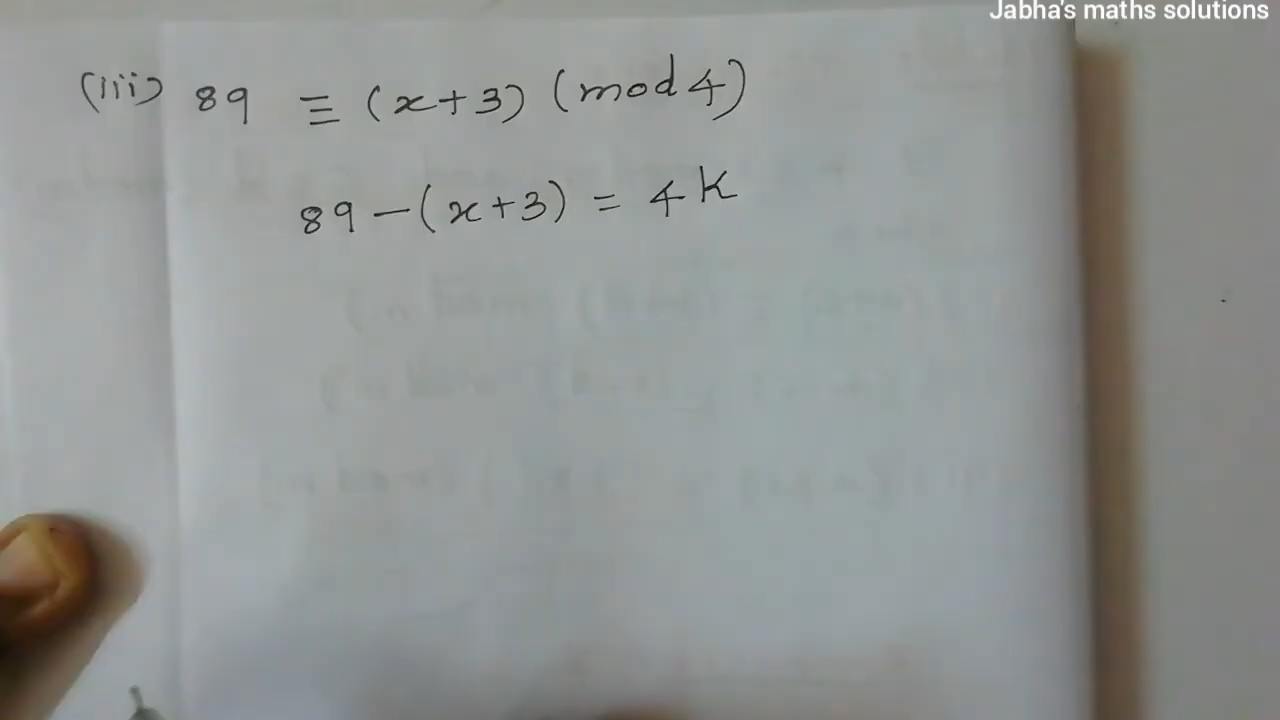 Jabha's maths solutions
(iii) 89 ≡ (x+3) (mod 4)
89 - (x+3) = 4K